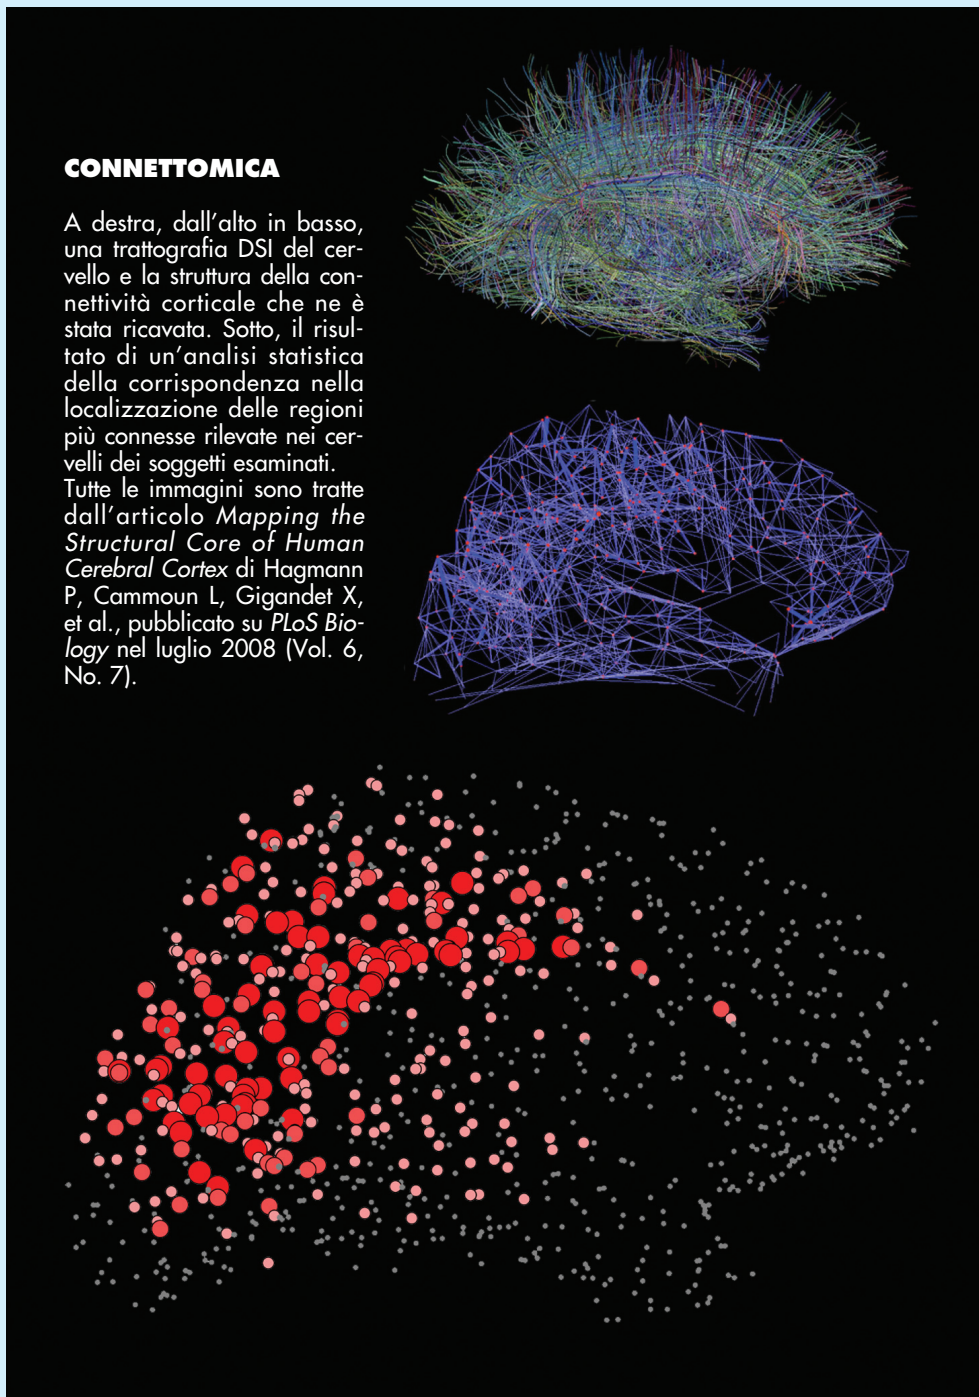 CONNETTOMICA
A destra, dall'alto in basso,
una trattografia DSI del cer-
vello e la struttura della con-
nettività corticale che ne è
stata ricavata. Sotto, il risul-
tato di un'analisi statistica
della corrispondenza nella
localizzazione delle regioni
più connesse rilevate nei cer-
velli dei soggetti esaminati.
Tutte le immagini sono tratte
dall'articolo Mapping the
Structural Core of Human
Cerebral Cortex di Hagmann
P, Cammoun L, Gigandet X,
et al., pubblicato su PLoS Bio-
logy nel luglio 2008 (Vol. 6,
No. 7).